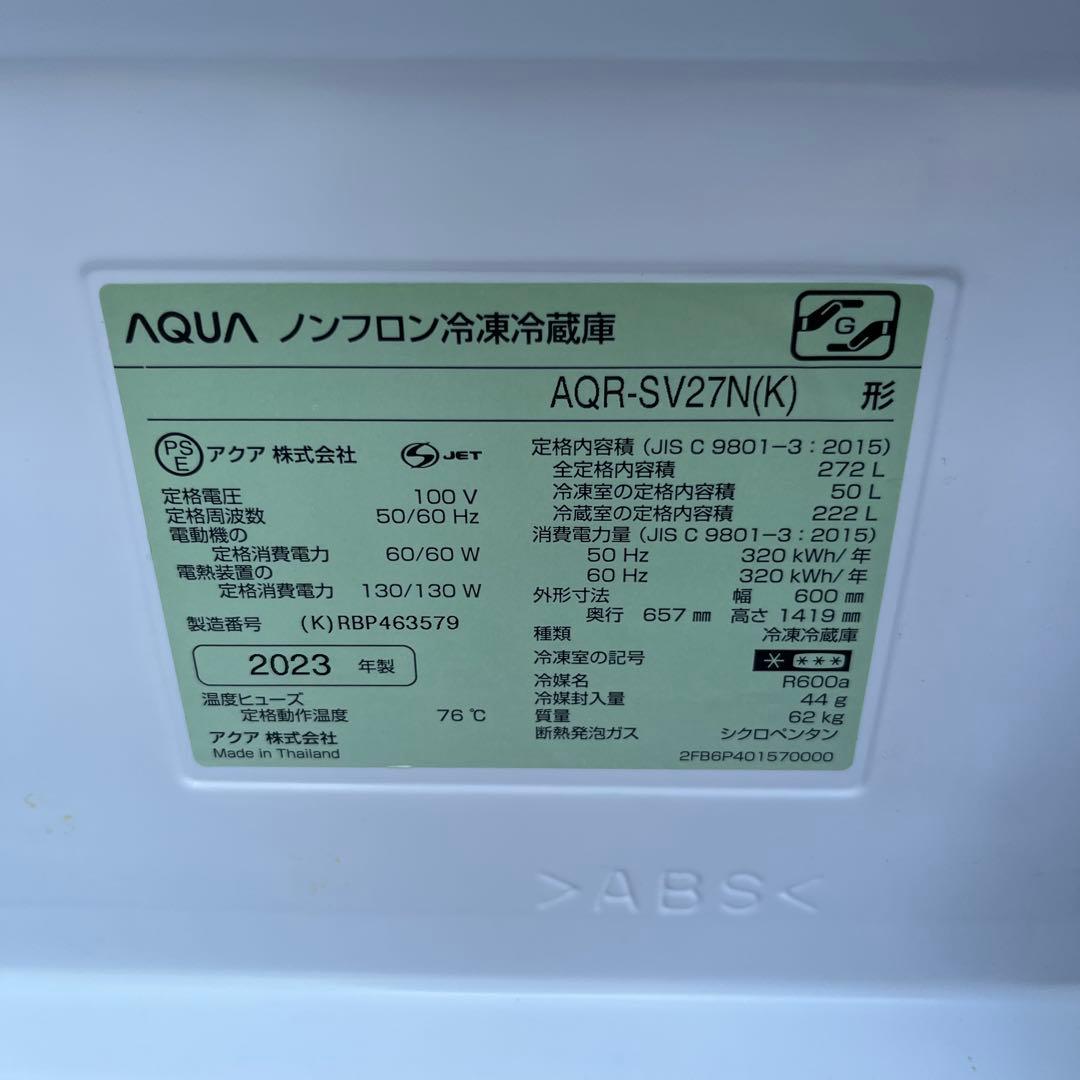 AQUA ノンフロン冷凍冷蔵庫
G
AQR-SV27N(K) 形
PSE アクア 株式会社 S JET
定格電圧 100 V
定格周波数 50/60 Hz
電動機の
定格消費電力 60/60 W
電熱装置の
定格消費電力 130/130 W
製造番号 (K)RBP463579
2023 年製
温度ヒューズ
定格動作温度 76 ℃
アクア 株式会社
Made in Thailand
定格内容積 (JIS C 9801-3 : 2015)
全定格内容積 272 L
冷凍室の定格内容積 50 L
冷蔵室の定格内容積 222 L
消費電力量 (JIS C 9801-3 : 2015)
50 Hz 320 kWh/年
60 Hz 320 kWh/年
外形寸法 幅 600 ㎜
奥行 657 ㎜ 高さ 1419 ㎜
種類 冷凍冷蔵庫
冷凍室の記号 * ***
冷媒名 R600a
冷媒封入量 44 g
質量 62 kg
断熱発泡ガス シクロペンタン
2FB6P401570000
>ABS<